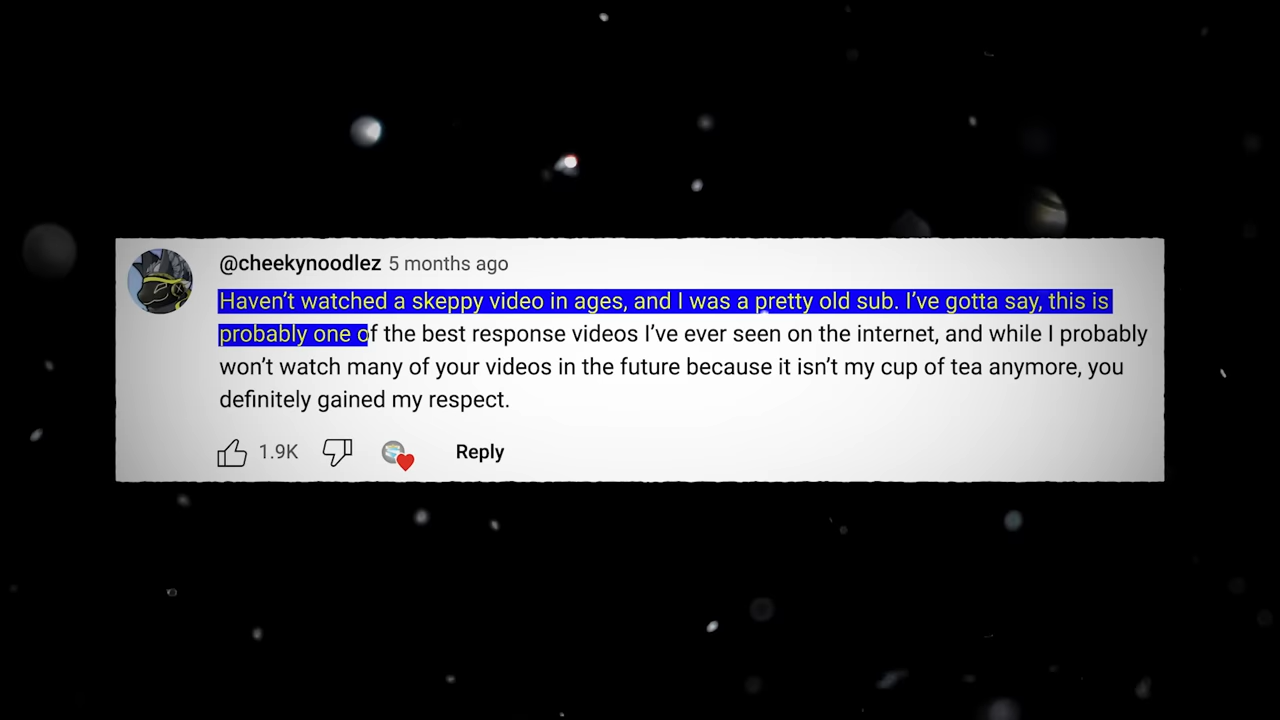 @cheekynoodlez 5 months ago
Haven’t watched a skeppy video in ages, and I was a pretty old sub. I’ve gotta say, this is
probably one of the best response videos I’ve ever seen on the internet, and while I probably
won’t watch many of your videos in the future because it isn’t my cup of tea anymore, you
definitely gained my respect.
1.9K Reply